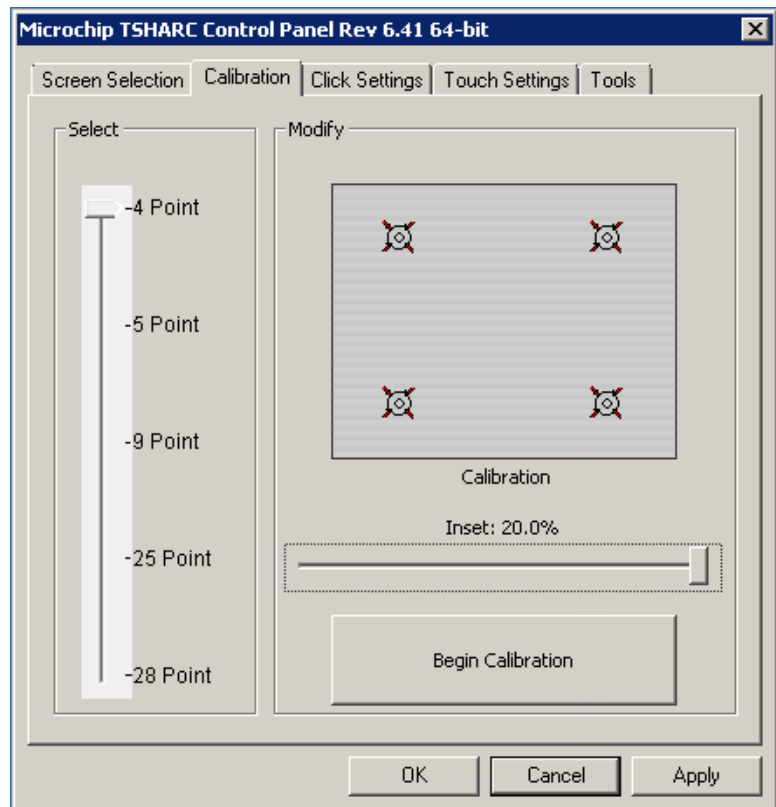 Microchip TSHARC Control Panel Rev 6.41 64-bit
Screen Selection Calibration Click Settings Touch Settings Tools
Select
-4 Point
-5 Point
-9 Point
-25 Point
-28 Point
Modify
Calibration
Inset: 20.0%
Begin Calibration
OK Cancel Apply